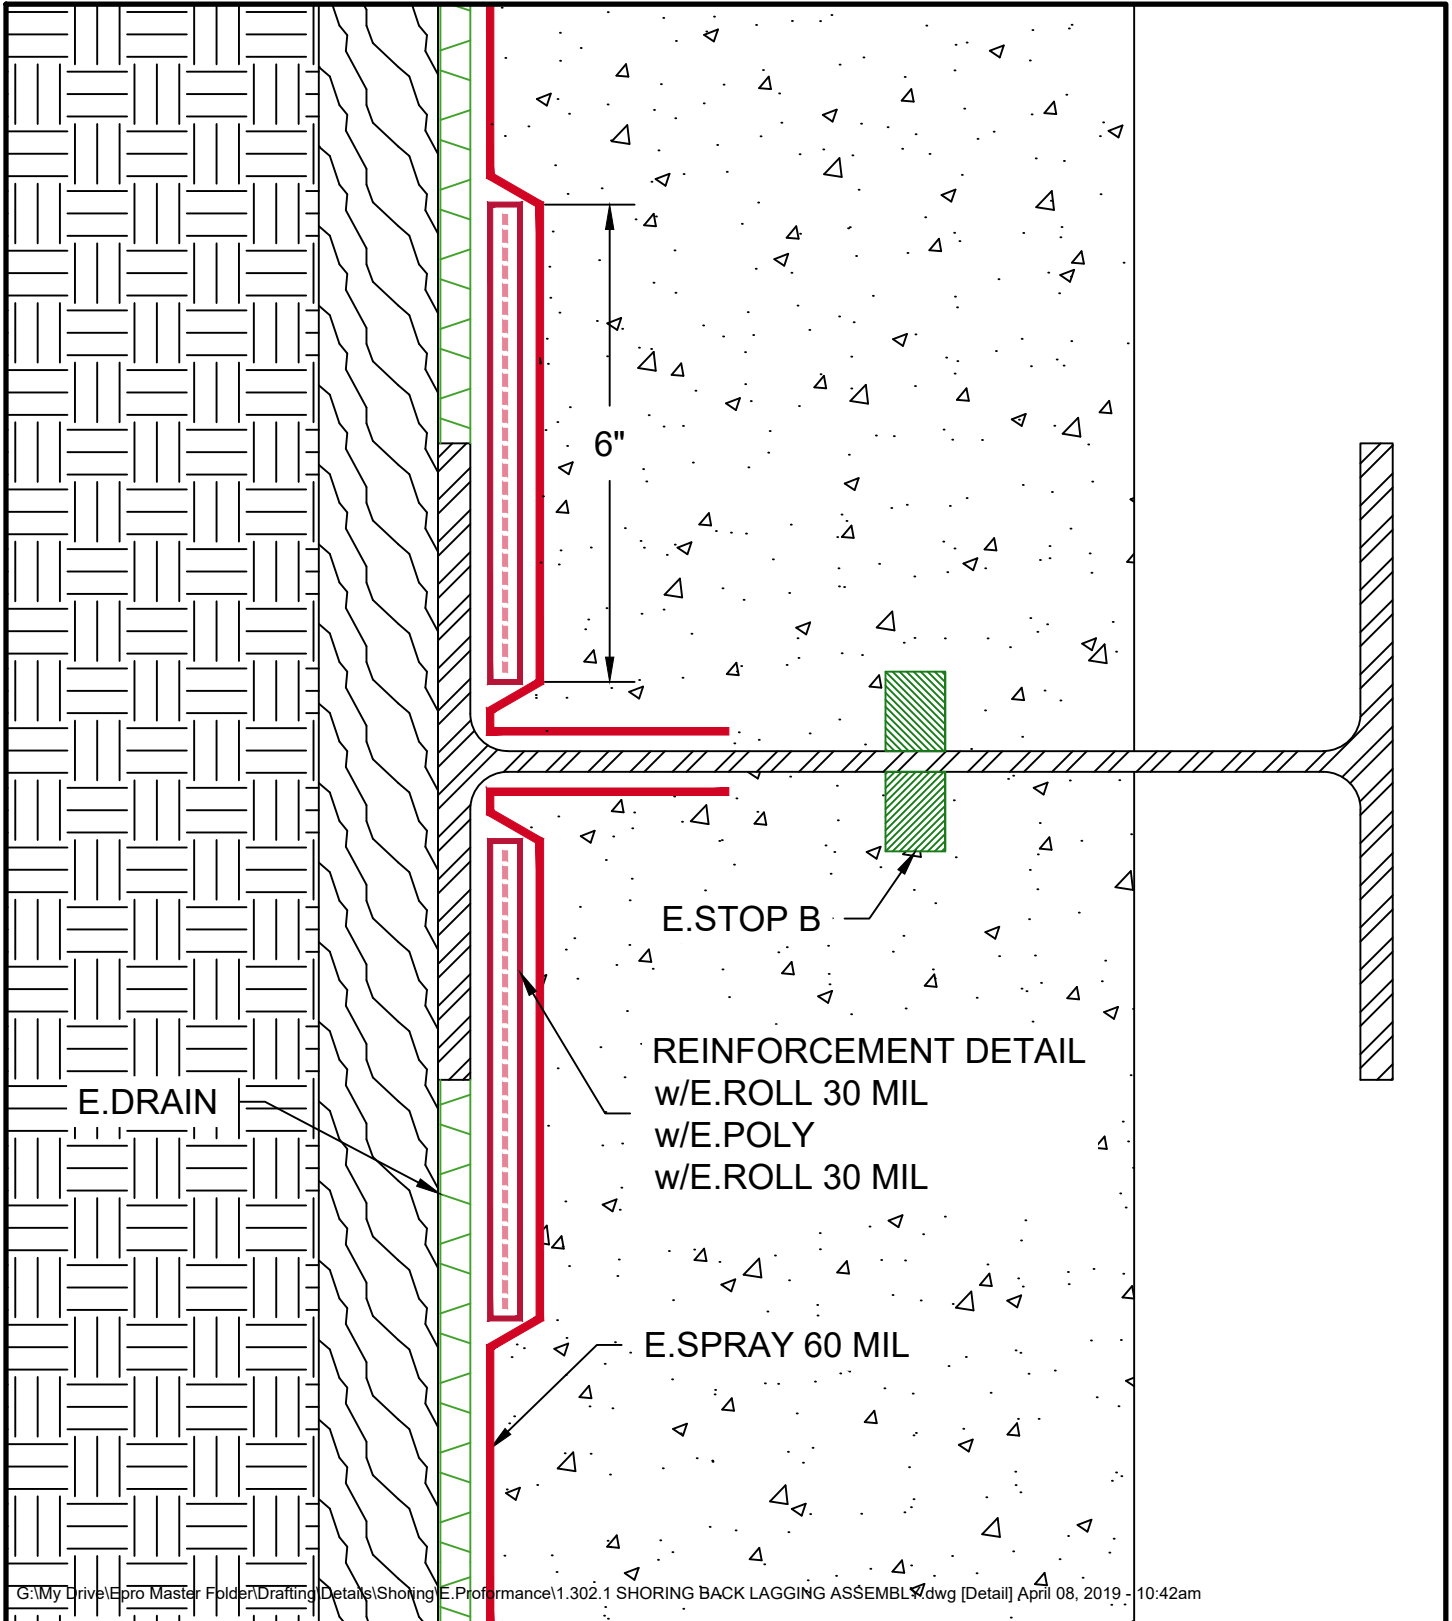 6"
E.STOP B
REINFORCEMENT DETAIL
w/E.ROLL 30 MIL
w/E.POLY
w/E.ROLL 30 MIL
E.DRAIN
E.SPRAY 60 MIL
G:\My Drive\Epro Master Folder\Drafting\Details\Shoring\E.Proformance\1.302.1 SHORING BACK LAGGING ASSEMBLY.dwg [Detail] April 08, 2019 - 10:42am